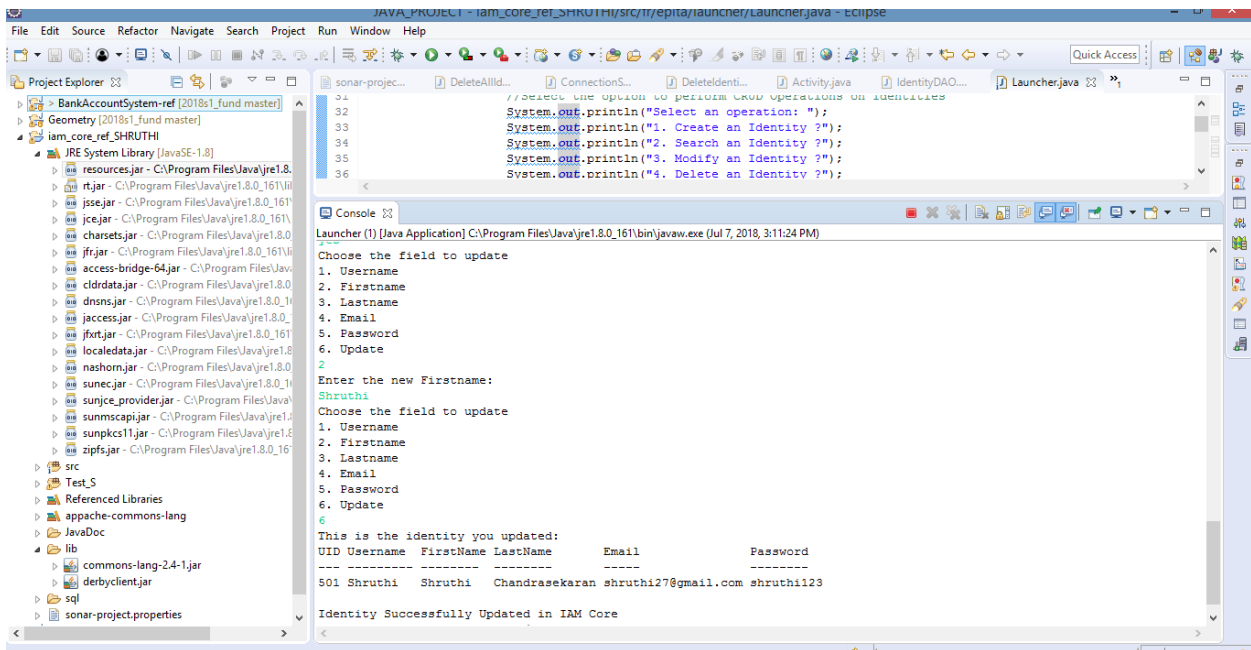 JAVA_PROJECT - iam_core_ref_SHRUTHI/src/fr/epita/launcher/Launcher.java - Eclipse
File Edit Source Refactor Navigate Search Project Run Window Help
Quick Access
Project Explorer
> BankAccountSystem-ref [2018s1_fund master]
Geometry [2018s1_fund master]
iam_core_ref_SHRUTHI
JRE System Library [JavaSE-1.8]
resources.jar - C:\Program Files\Java\jre1.8.
rt.jar - C:\Program Files\Java\jre1.8.0_161\li
jsse.jar - C:\Program Files\Java\jre1.8.0_161\
jce.jar - C:\Program Files\Java\jre1.8.0_161\
charsets.jar - C:\Program Files\Java\jre1.8.0_
jfr.jar - C:\Program Files\Java\jre1.8.0_161\li
access-bridge-64.jar - C:\Program Files\Java
cldrdata.jar - C:\Program Files\Java\jre1.8.0_
dnsns.jar - C:\Program Files\Java\jre1.8.0_16
jaccess.jar - C:\Program Files\Java\jre1.8.0_
jfxrt.jar - C:\Program Files\Java\jre1.8.0_161
localedata.jar - C:\Program Files\Java\jre1.8
nashorn.jar - C:\Program Files\Java\jre1.8.0_
sunec.jar - C:\Program Files\Java\jre1.8.0_16
sunjce_provider.jar - C:\Program Files\Java\
sunmscapi.jar - C:\Program Files\Java\jre1.
sunpkcs11.jar - C:\Program Files\Java\jre1.8
zipfs.jar - C:\Program Files\Java\jre1.8.0_16
src
Test_S
Referenced Libraries
appache-commons-lang
JavaDoc
lib
commons-lang-2.4-1.jar
derbyclient.jar
sql
sonar-project.properties
sonar-projec... DeleteAllId... ConnectionS... DeleteIdenti... Activity.java IdentityDAO.... Launcher.java »1
31 //Select the option to perform CRUD Operations on identities
32 System.out.println("Select an operation: ");
33 System.out.println("1. Create an Identity ?");
34 System.out.println("2. Search an Identity ?");
35 System.out.println("3. Modify an Identity ?");
36 System.out.println("4. Delete an Identity ?");
Console
Launcher (1) [Java Application] C:\Program Files\Java\jre1.8.0_161\bin\javaw.exe (Jul 7, 2018, 3:11:24 PM)
Choose the field to update
1. Username
2. Firstname
3. Lastname
4. Email
5. Password
6. Update
2
Enter the new Firstname:
Shruthi
Choose the field to update
1. Username
2. Firstname
3. Lastname
4. Email
5. Password
6. Update
6
This is the identity you updated:
UID Username FirstName LastName Email Password
--- --------- -------- -------- ----- --------
501 Shruthi Shruthi Chandrasekaran shruthi27@gmail.com shruthi123
Identity Successfully Updated in IAM Core